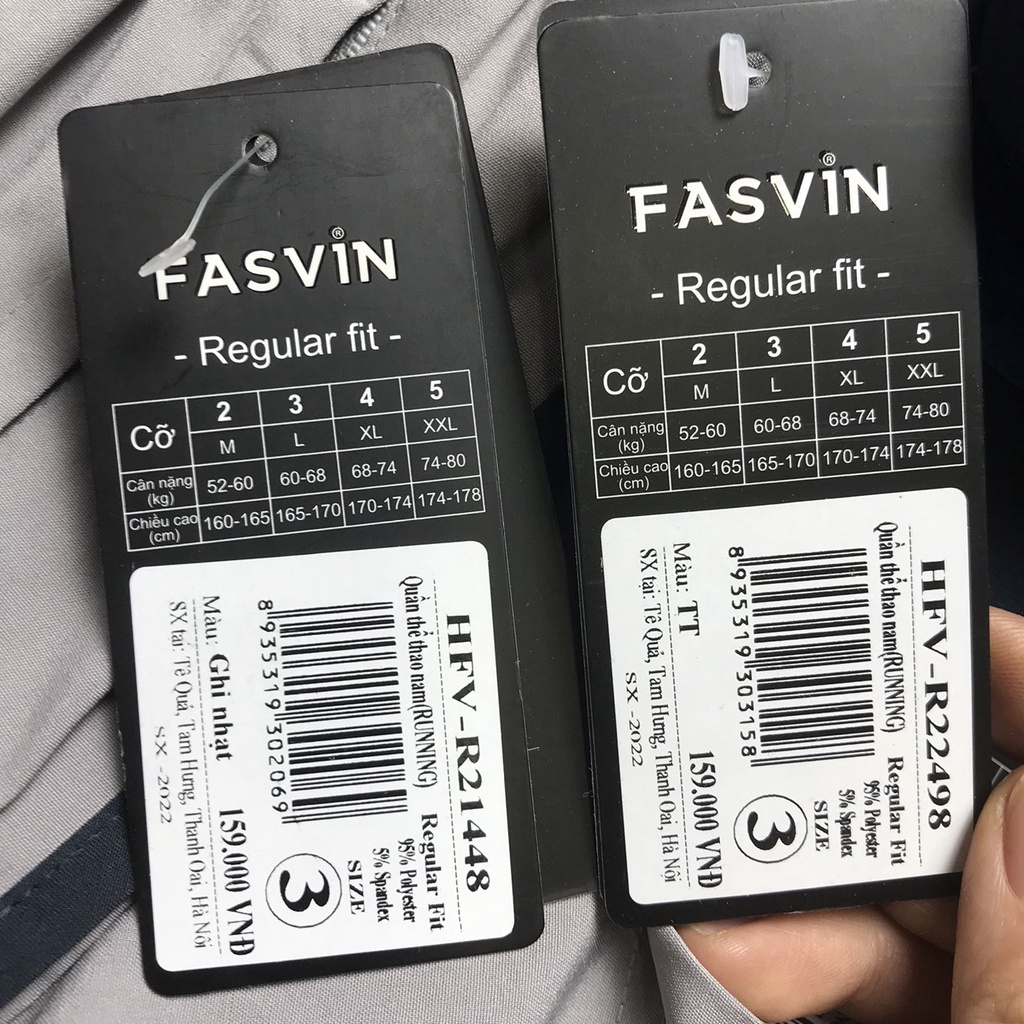 FASVIN®
- Regular fit -
Cỡ 2 3 4 5
M L XL XXL
Cân nặng (kg) 52-60 60-68 68-74 74-80
Chiều cao (cm) 160-165 165-170 170-174 174-178
HFV-R21448
Quần thể thao nam(RUNNING) Regular Fit
95% Polyester
5% Spandex
8 935319 302069
SIZE
3
Màu: Ghi nhạt 159.000 VNĐ
SX tại: Tê Quả, Tam Hưng, Thanh Oai, Hà Nội
SX -2022
FASVIN®
- Regular fit -
Cỡ 2 3 4 5
M L XL XXL
Cân nặng (kg) 52-60 60-68 68-74 74-80
Chiều cao (cm) 160-165 165-170 170-174 174-178
HFV-R22498
Quần thể thao nam(RUNNING) Regular Fit
95% Polyester
5% Spandex
8 935319 303158
SIZE
3
Màu: TT 159.000 VNĐ
SX tại: Tê Quả, Tam Hưng, Thanh Oai, Hà Nội
SX -2022